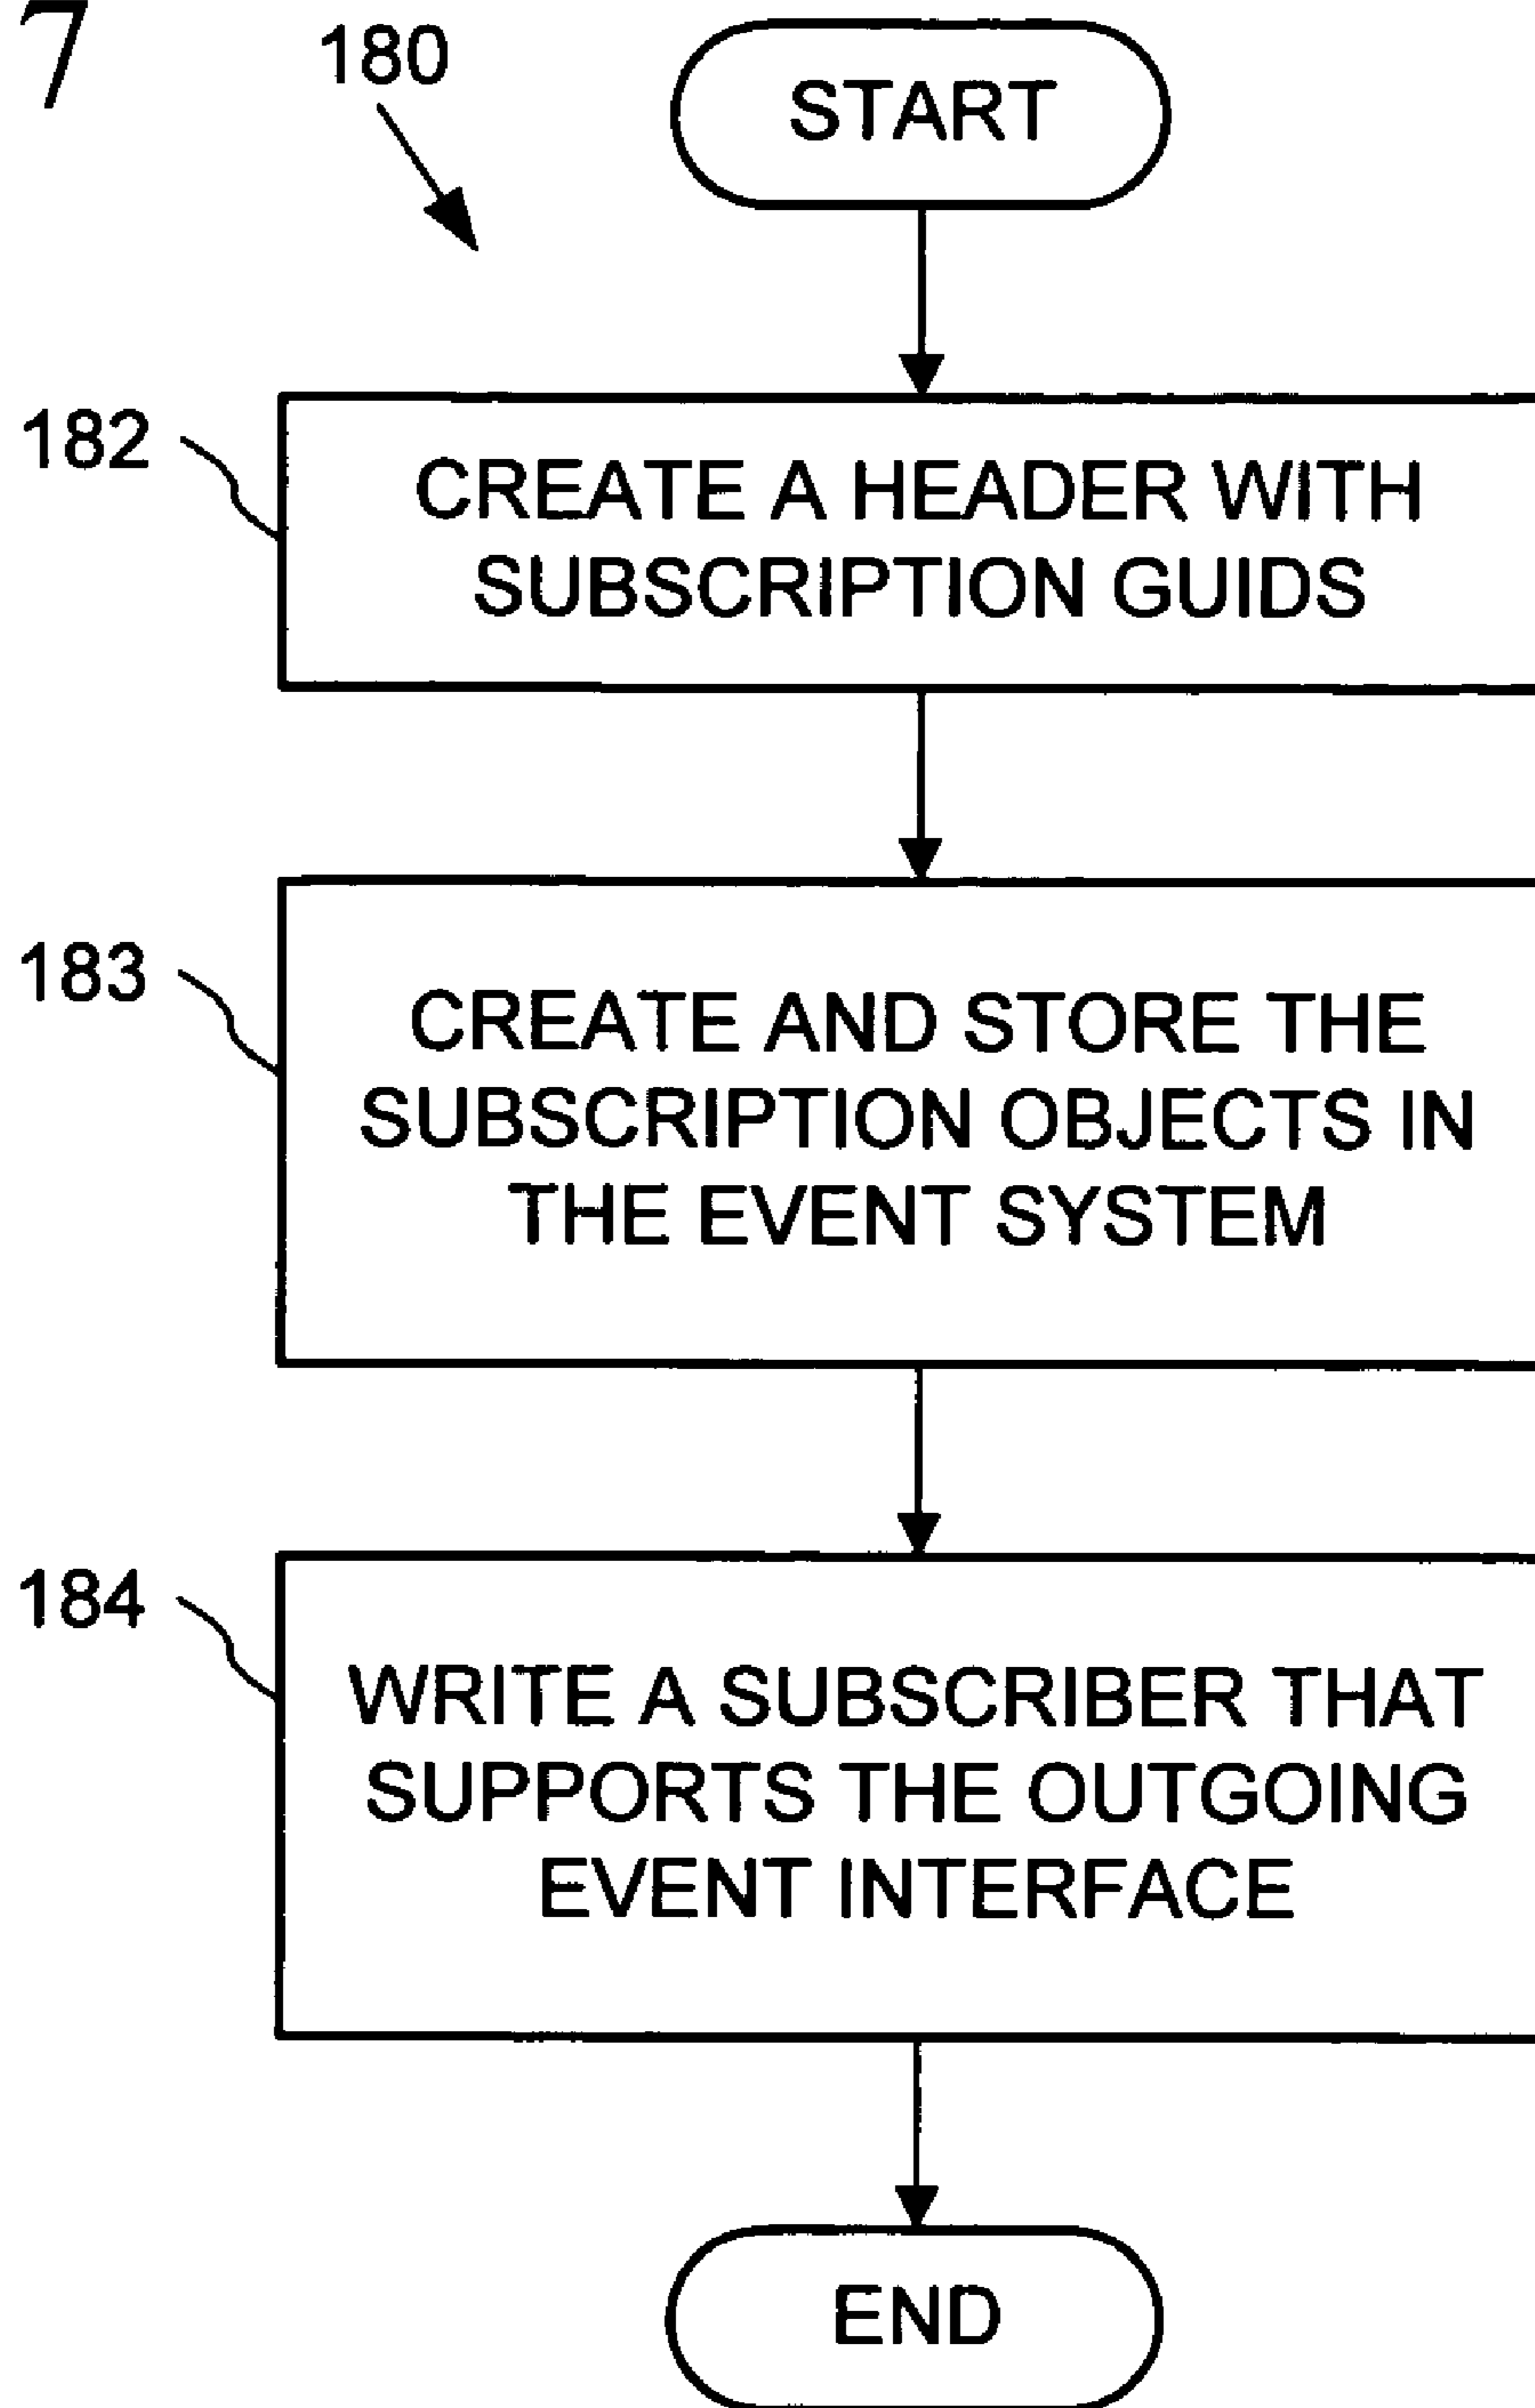 7
180
START
182
CREATE A HEADER WITH
SUBSCRIPTION GUIDS
183
CREATE AND STORE THE
SUBSCRIPTION OBJECTS IN
THE EVENT SYSTEM
184
WRITE A SUBSCRIBER THAT
SUPPORTS THE OUTGOING
EVENT INTERFACE
END